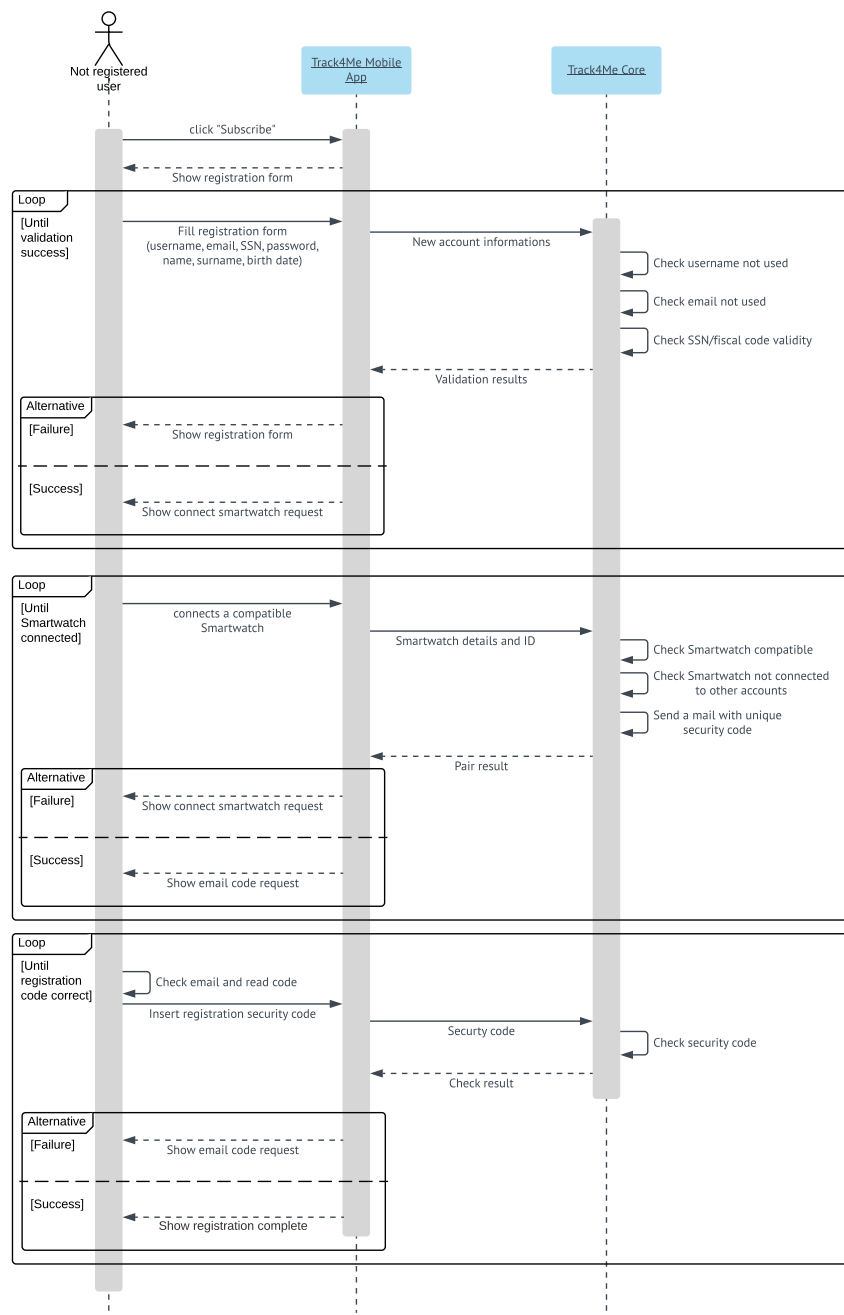 Not registered
user
Track4Me Mobile
App
Track4Me Core
click "Subscribe"
Show registration form
Loop
[Until
validation
success]
Fill registration form
(username, email, SSN, password,
name, surname, birth date)
New account informations
Check username not used
Check email not used
Check SSN/fiscal code validity
Validation results
Alternative
[Failure]
Show registration form
[Success]
Show connect smartwatch request
Loop
[Until
Smartwatch
connected]
connects a compatible
Smartwatch
Smartwatch details and ID
Check Smartwatch compatible
Check Smartwatch not connected
to other accounts
Send a mail with unique
security code
Pair result
Alternative
[Failure]
Show connect smartwatch request
[Success]
Show email code request
Loop
[Until
registration
code correct]
Check email and read code
Insert registration security code
Securty code
Check security code
Check result
Alternative
[Failure]
Show email code request
[Success]
Show registration complete